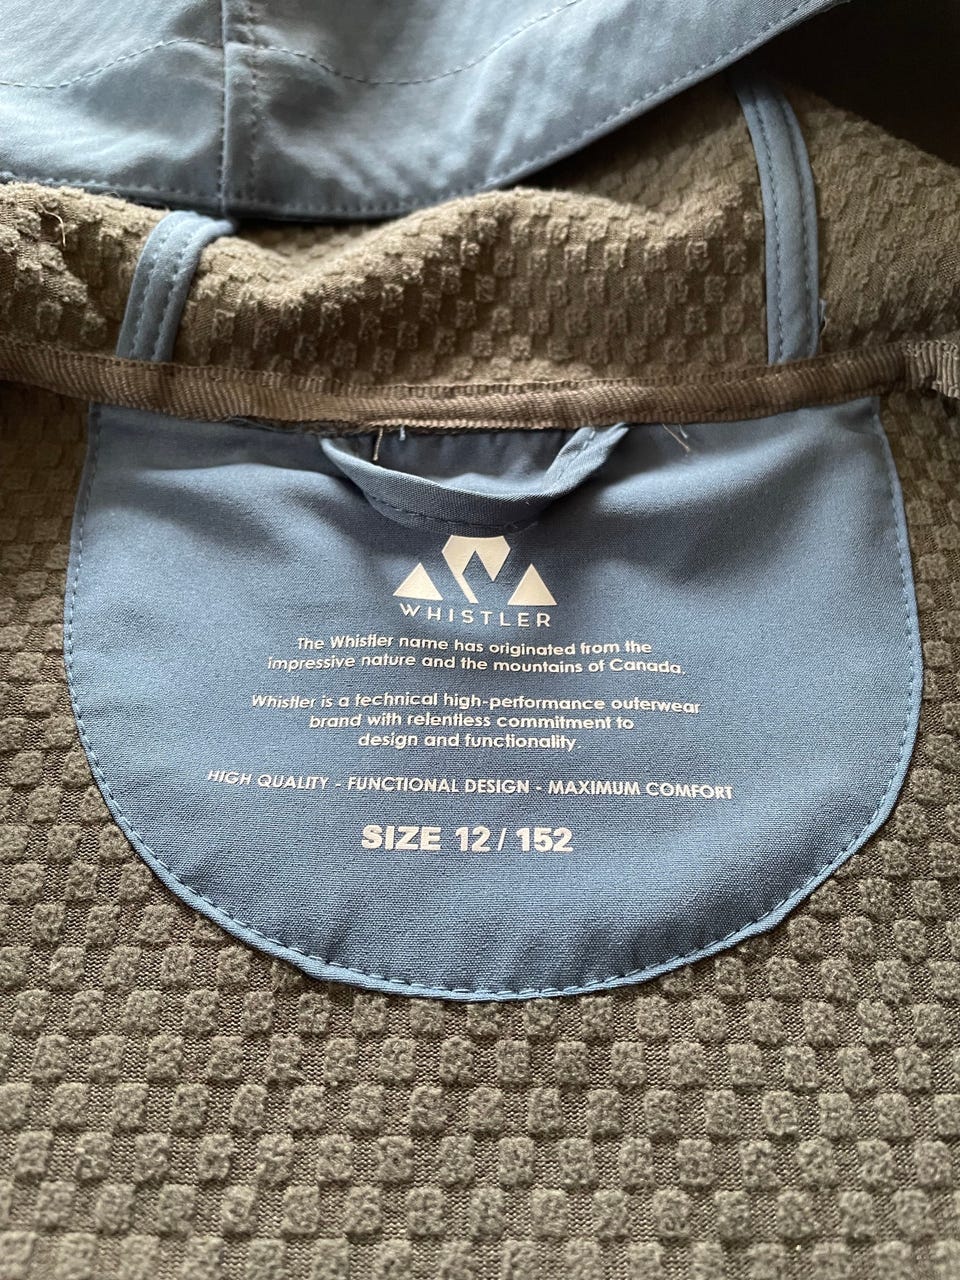 WHISTLER
The Whistler name has originated from the
impressive nature and the mountains of Canada.
Whistler is a technical high-performance outerwear
brand with relentless commitment to
design and functionality.
HIGH QUALITY - FUNCTIONAL DESIGN - MAXIMUM COMFORT
SIZE 12 / 152